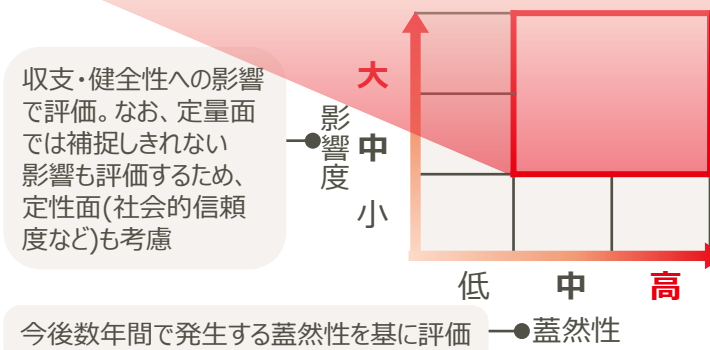 収支・健全性への影響
で評価。なお、定量面
では補捉しきれない
影響も評価するため、
定性面(社会的信頼
度など)も考慮
影響度
大
中
小
低
中
高
今後数年間で発生する蓋然性を基に評価
蓋然性